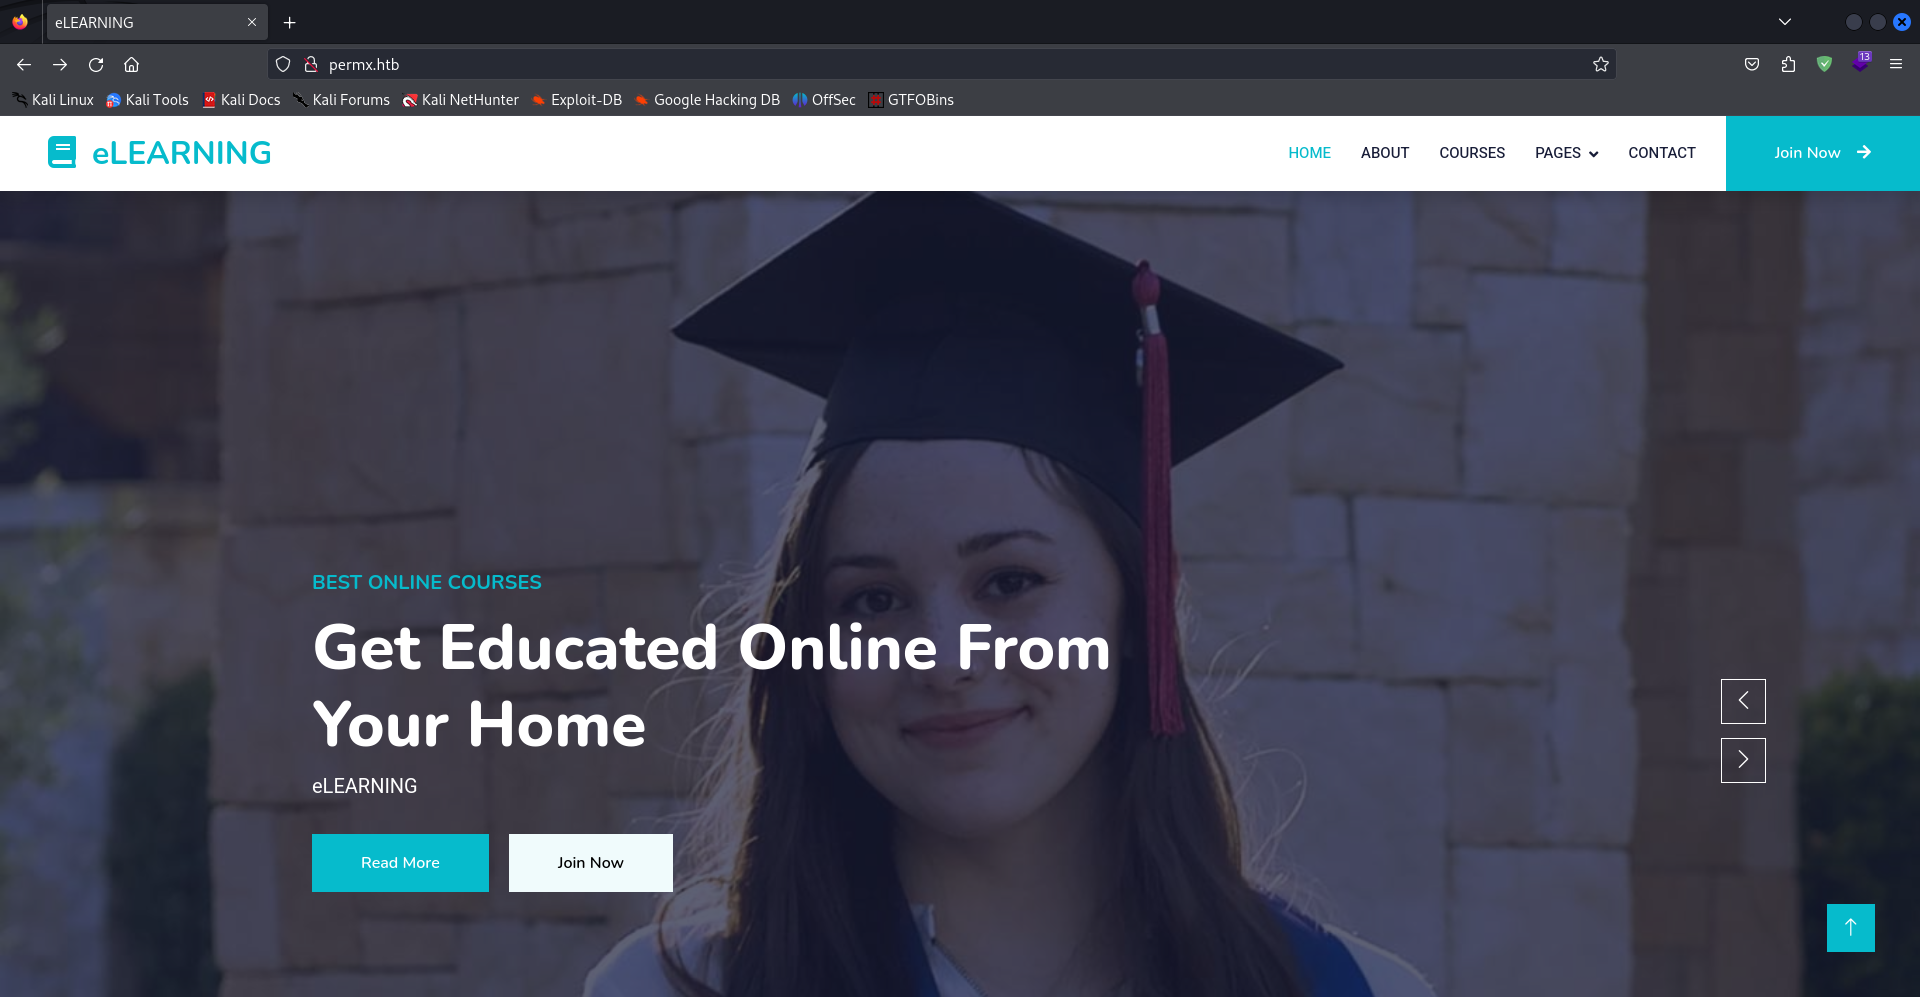 eLEARNING
permx.htb
13
Kali Linux Kali Tools Kali Docs Kali Forums Kali NetHunter Exploit-DB Google Hacking DB OffSec GTFOBins
eLEARNING
HOME ABOUT COURSES PAGES CONTACT Join Now
BEST ONLINE COURSES
Get Educated Online From
Your Home
eLEARNING
Read More Join Now